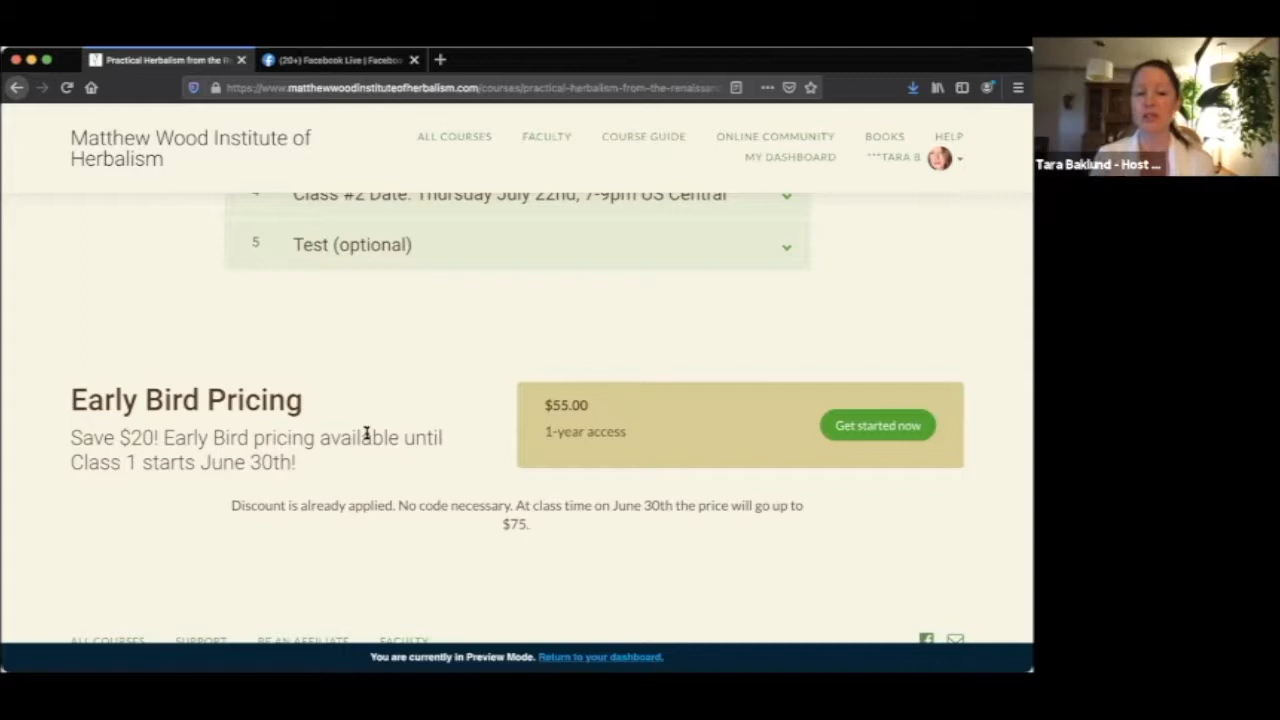 Practical Herbalism from the R
(20+) Facebook Live | Facebo
https://www.matthewwoodinstituteofherbalism.com/courses/practical-herbalism-from-the-renaissan
Matthew Wood Institute of
Herbalism
ALL COURSES FACULTY COURSE GUIDE ONLINE COMMUNITY BOOKS HELP
MY DASHBOARD ***TARA B
Tara Baklund - Host ...
Class #2 Date: Thursday July 22nd, 7-9pm US Central
5 Test (optional)
Early Bird Pricing
Save $20! Early Bird pricing available until
Class 1 starts June 30th!
$55.00
1-year access
Get started now
Discount is already applied. No code necessary. At class time on June 30th the price will go up to
$75.
ALL COURSES SUPPORT BE AN AFFILIATE FACULTY
You are currently in Preview Mode. Return to your dashboard.